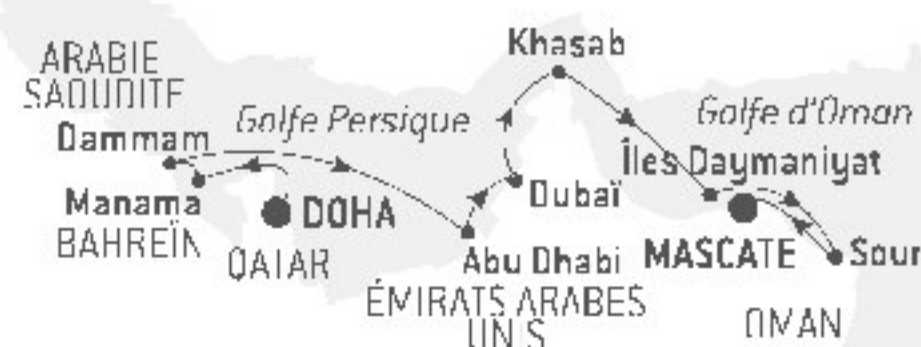 Khasab
ARABIE
SAOUDITE
Golfe Persique
Golfe d'Oman
Dammam
Îles Daymaniyat
Manama
DOHA
Dubaï
BAHREÏN
QATAR
Abu Dhabi
MASCATE
Sour
ÉMIRATS ARABES
UNIS
OMAN